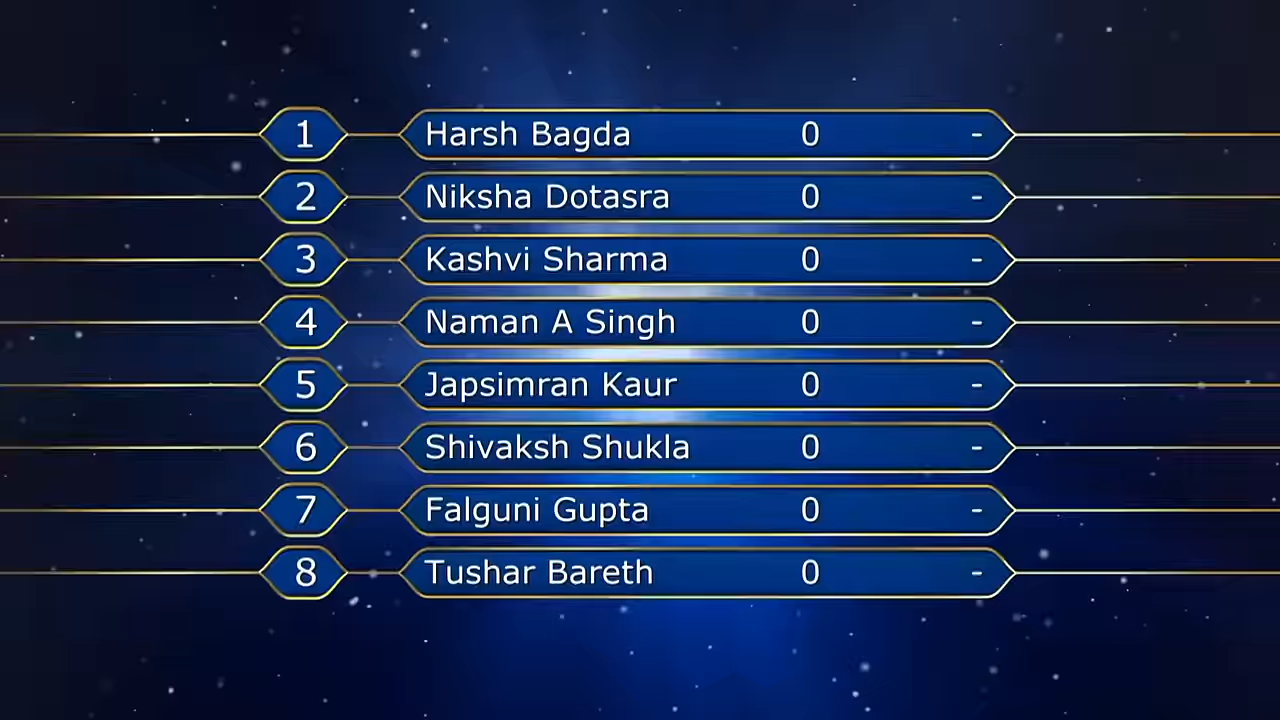 1 Harsh Bagda 0 -
2 Niksha Dotasra 0 -
3 Kashvi Sharma 0 -
4 Naman A Singh 0 -
5 Japsimran Kaur 0 -
6 Shivaksh Shukla 0 -
7 Falguni Gupta 0 -
8 Tushar Bareth 0 -